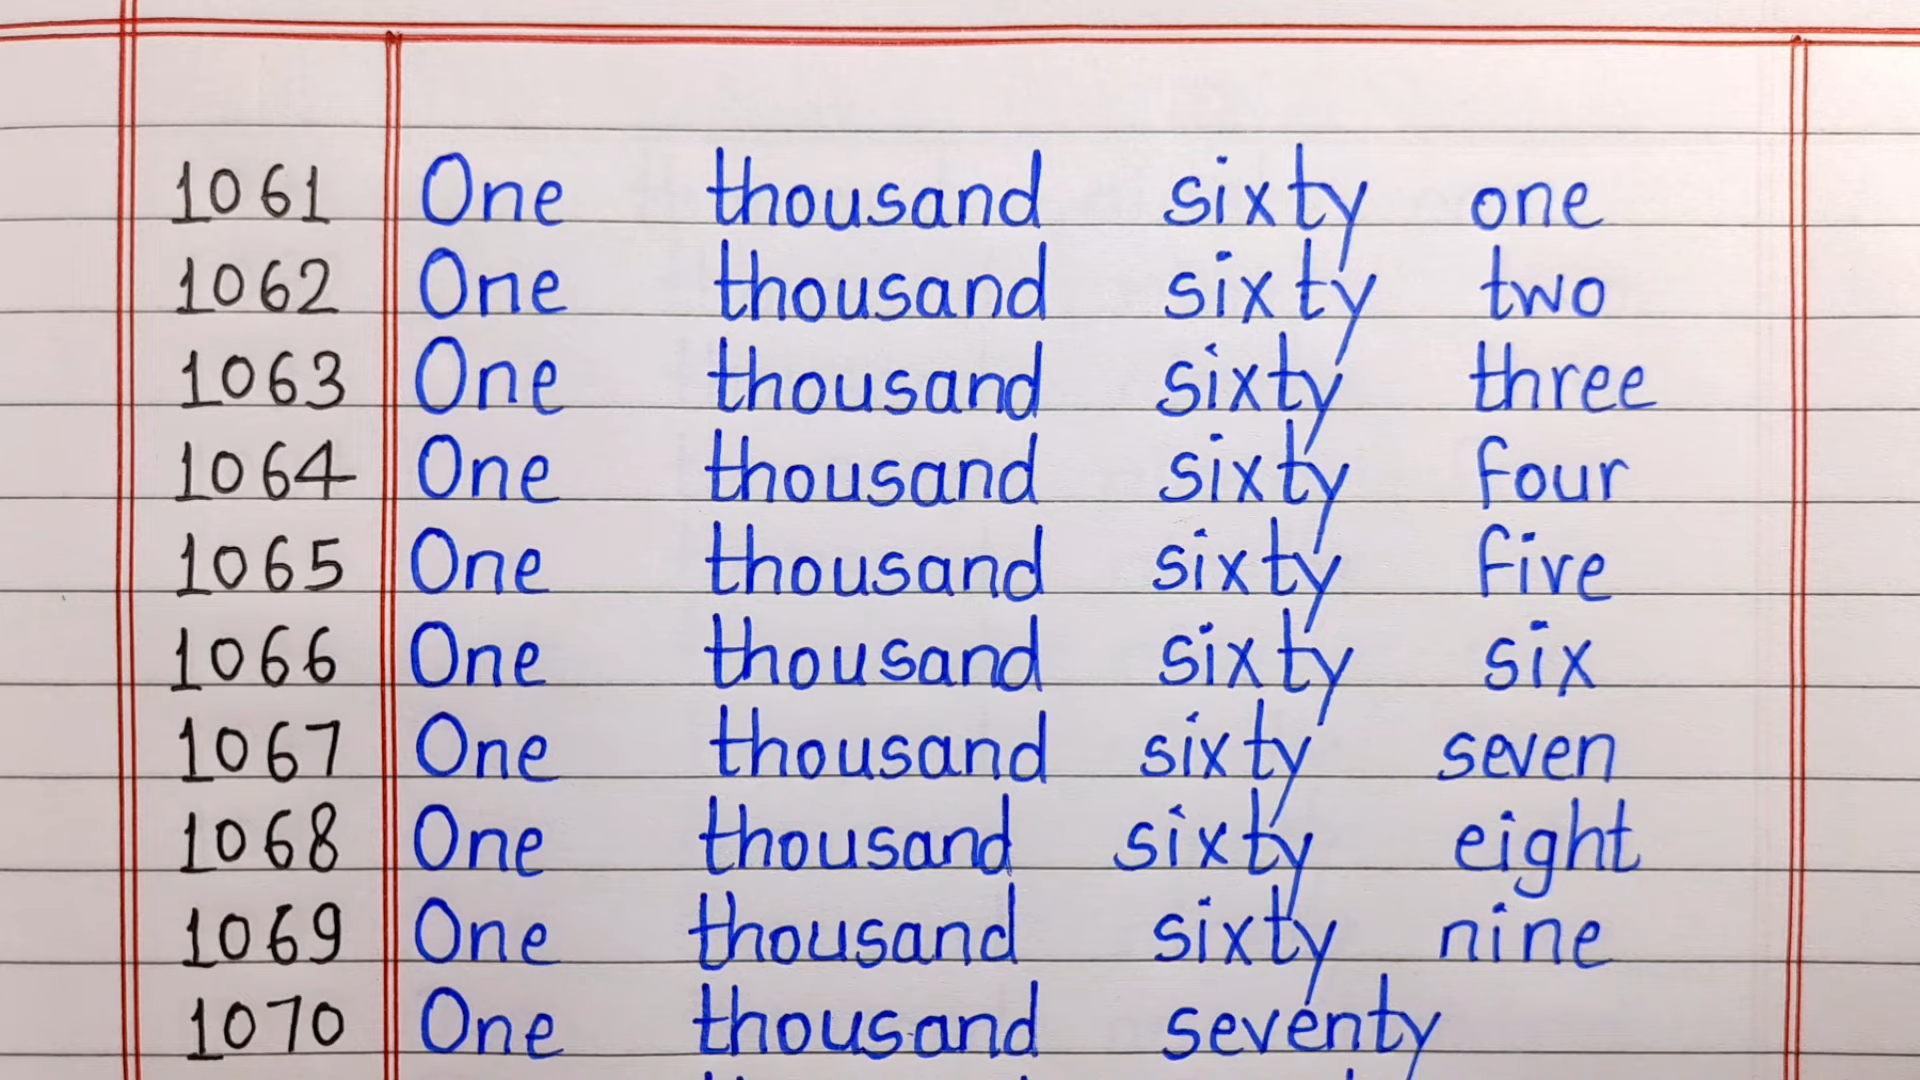 1061 One thousand sixty one
1062 One thousand sixty two
1063 One thousand sixty three
1064 One thousand sixty four
1065 One thousand sixty five
1066 One thousand sixty six
1067 One thousand sixty seven
1068 One thousand sixty eight
1069 One thousand sixty nine
1070 One thousand seventy